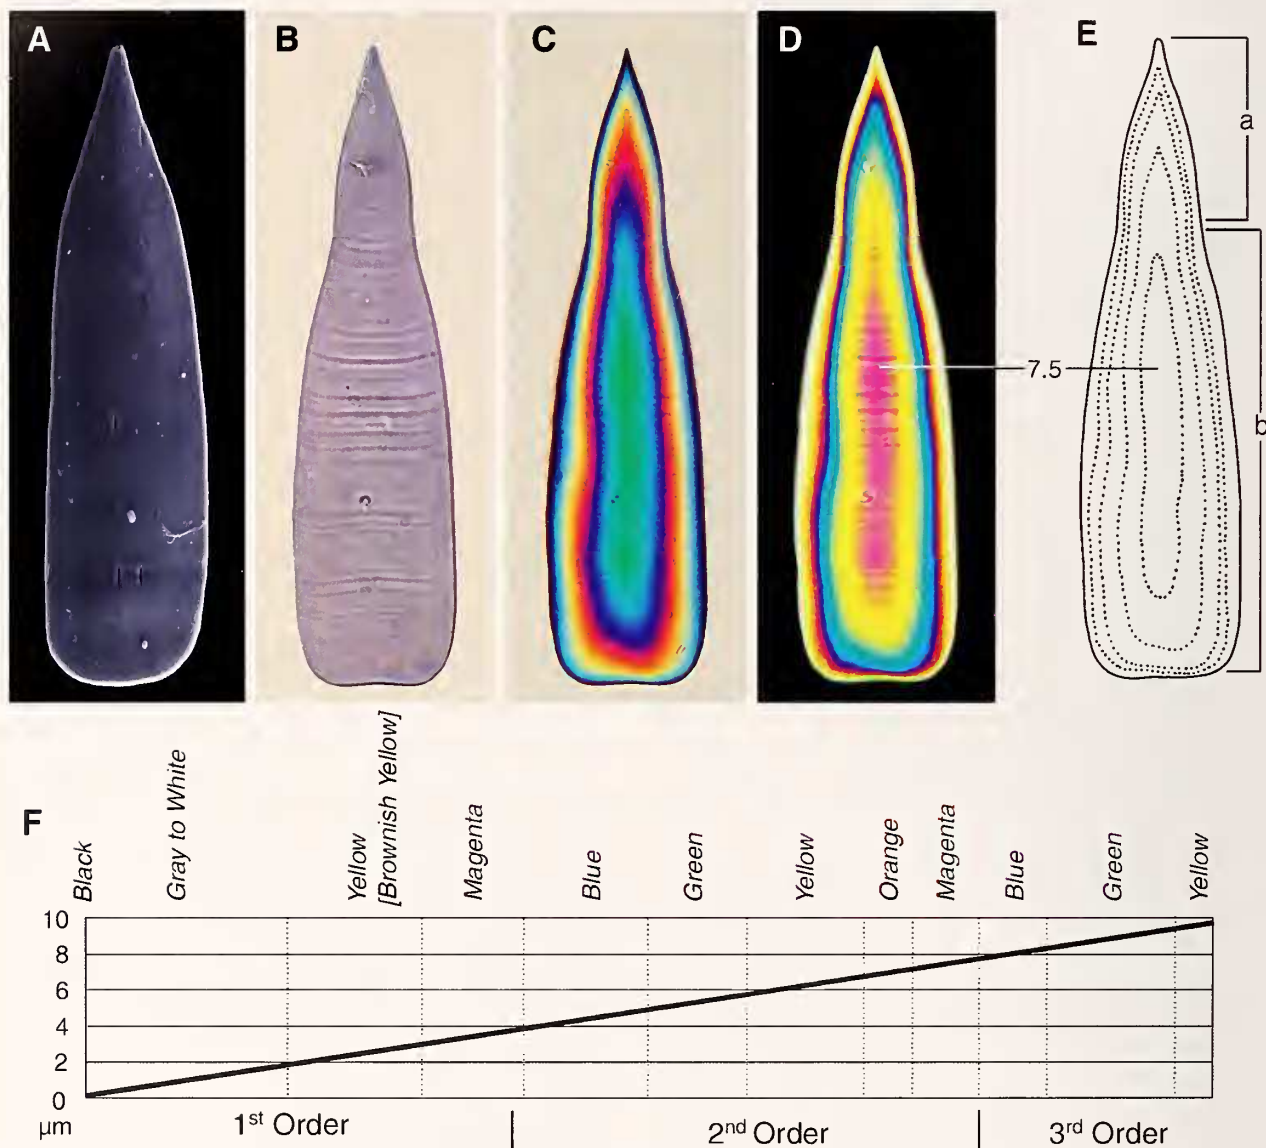 A
B
C
D
E
a
7.5
b
F
Black
Gray to White
Yellow
[Brownish Yellow]
Magenta
Blue
Green
Yellow
Orange
Magenta
Blue
Green
Yellow
10
8
6
4
2
0
µm
1st Order
2nd Order
3rd Order